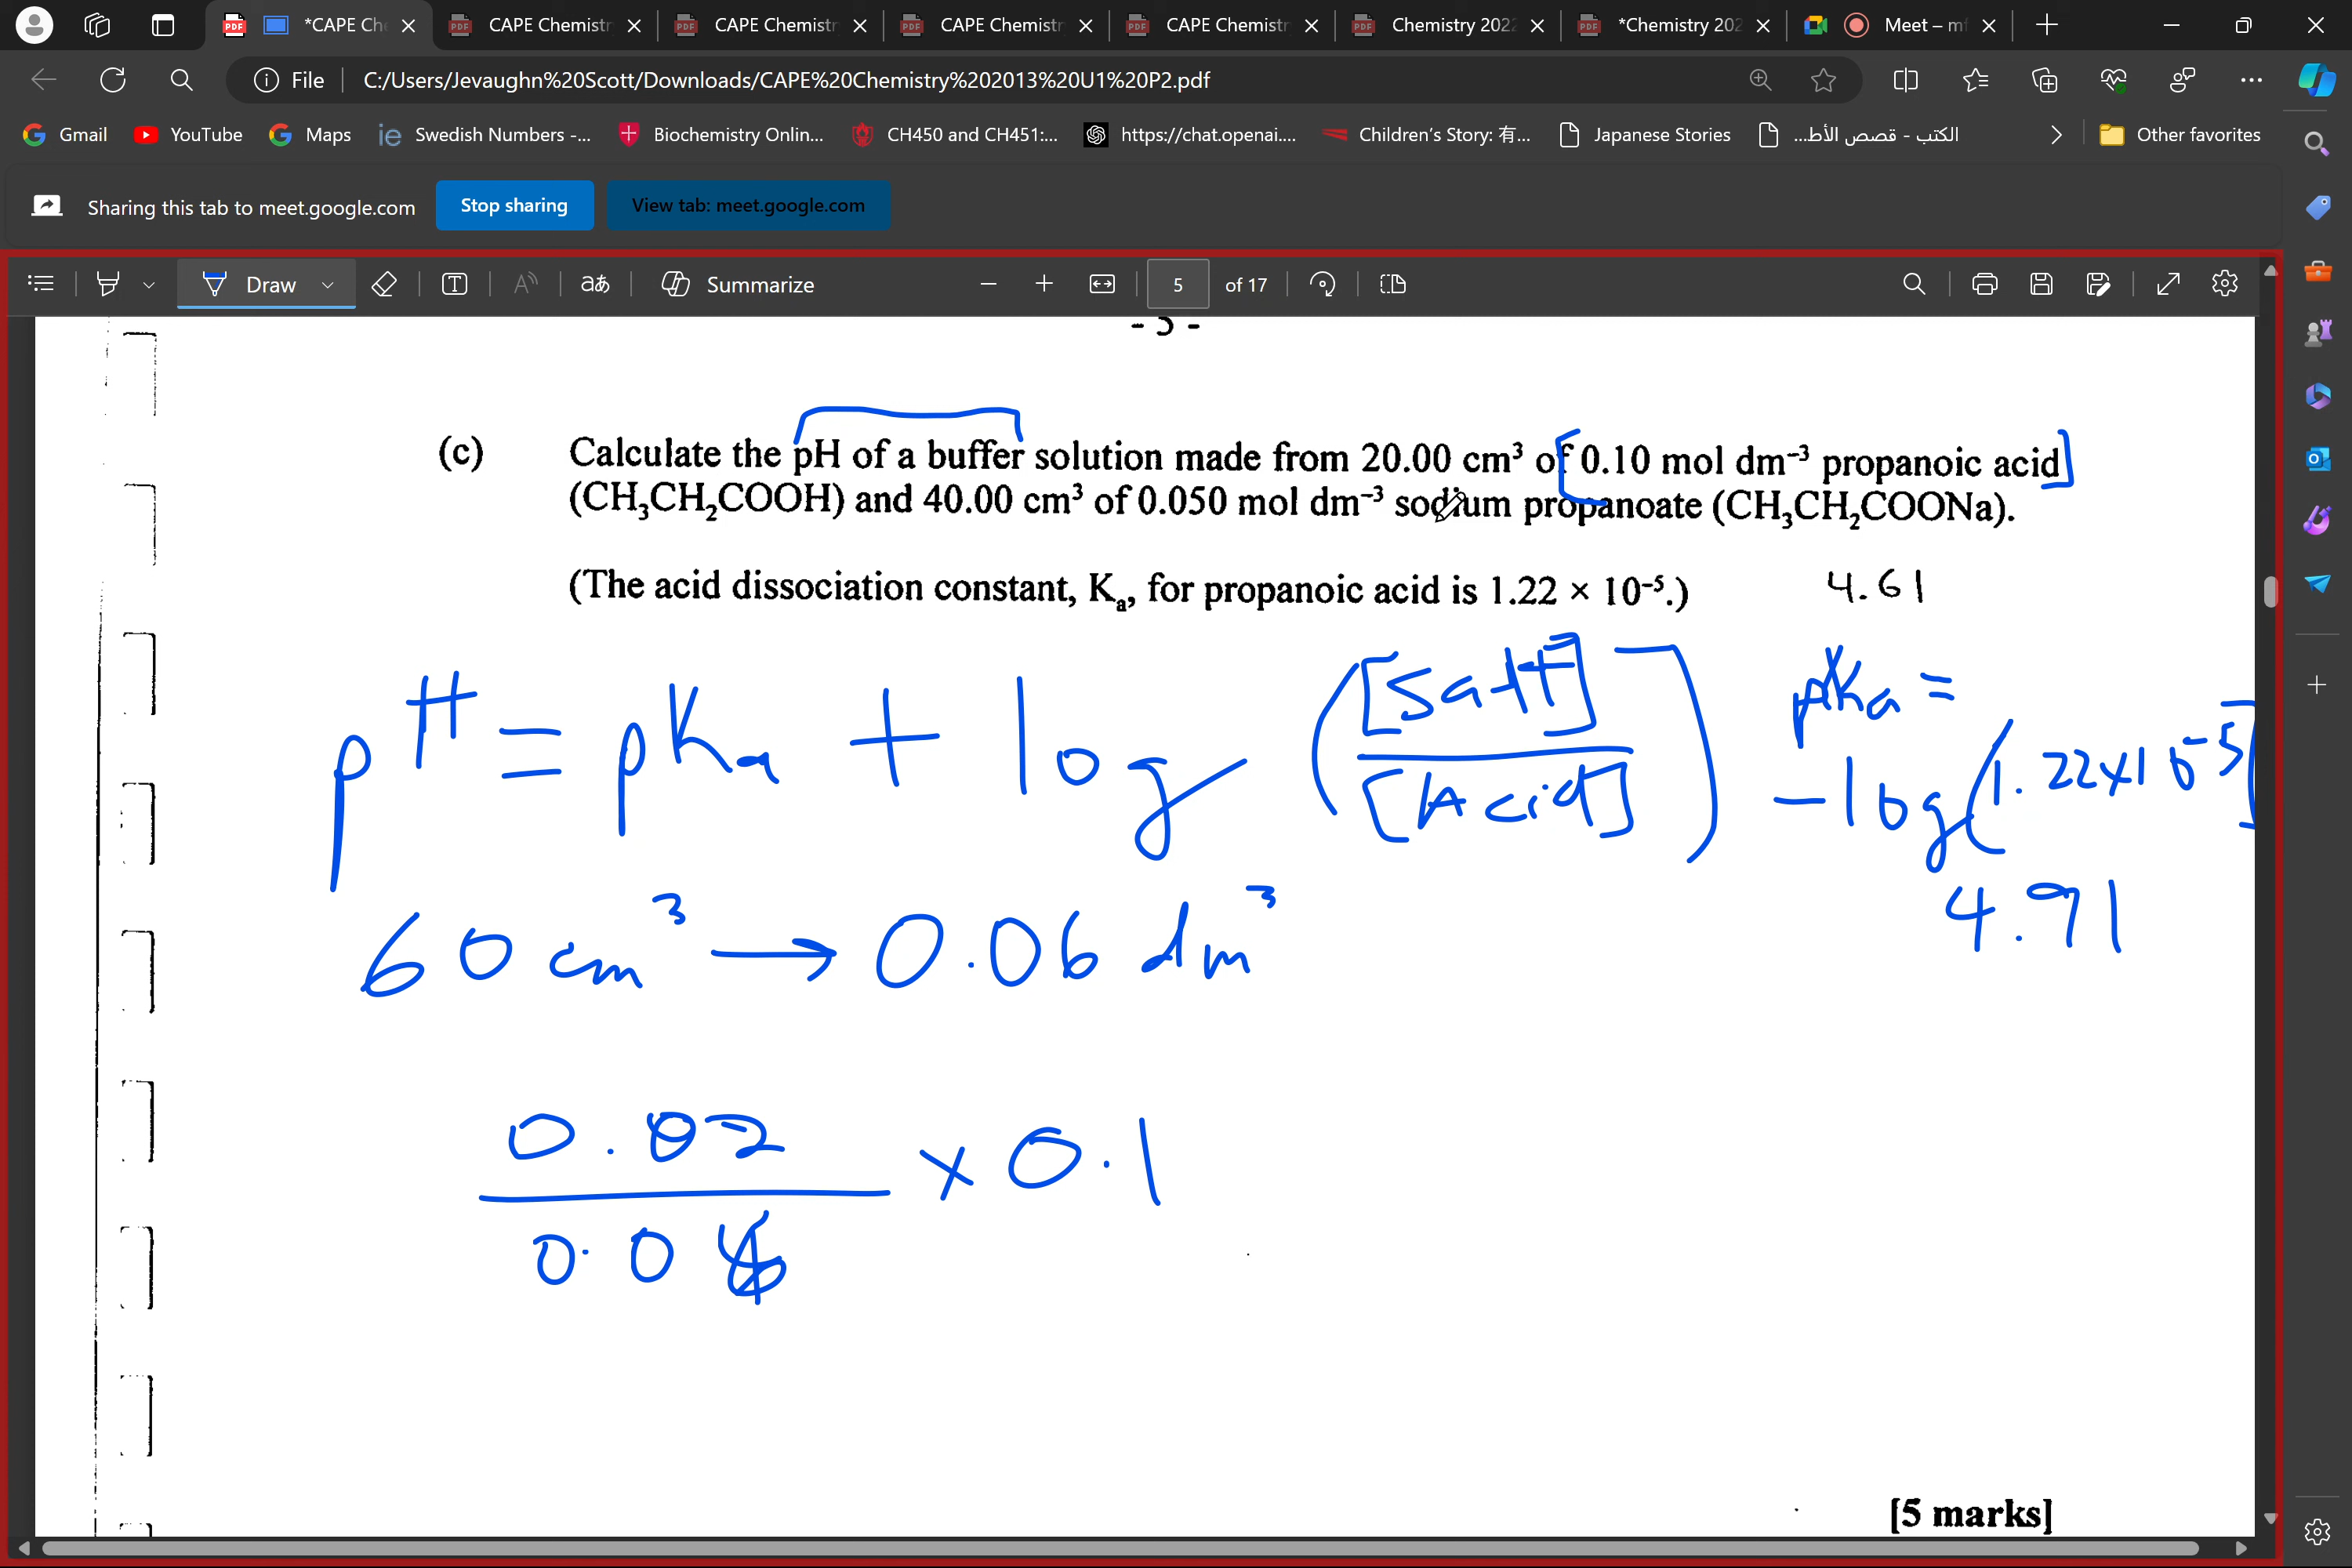 *CAPE Che
CAPE Chemistr
CAPE Chemistr
CAPE Chemistr
CAPE Chemistr
Chemistry 2022
*Chemistry 202
Meet – mf
File
C:/Users/Jevaughn%20Scott/Downloads/CAPE%20Chemistry%202013%20U1%20P2.pdf
Gmail
YouTube
Maps
Swedish Numbers -...
Biochemistry Onlin...
CH450 and CH451:...
https://chat.openai....
Children's Story: 有...
Japanese Stories
الكتب - قصص الأط...
Other favorites
Sharing this tab to meet.google.com
Stop sharing
View tab: meet.google.com
Draw
Summarize
5
of 17
(c) Calculate the pH of a buffer solution made from 20.00 cm³ of 0.10 mol dm⁻³ propanoic acid
(CH₃CH₂COOH) and 40.00 cm³ of 0.050 mol dm⁻³ sodium propanoate (CH₃CH₂COONa).
(The acid dissociation constant, Kₐ, for propanoic acid is 1.22 × 10⁻⁵.)
4.61
pH = pKa + log ([Salt]/[Acid])
pKa =
-log(1.22x10⁻⁵)
4.91
60 cm³ → 0.06 dm³
0.02
x 0.1
0.06
[5 marks]